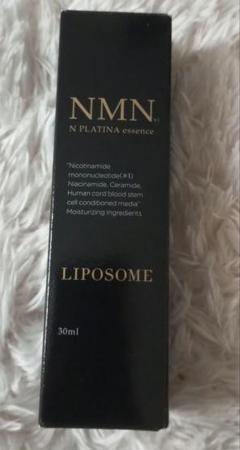 NMN*1
N PLATINA essence
"Nicotinamide
mononucleotide(*1)
Niacinamide, Ceramide,
Human cord blood stem
cell conditioned media"
Moisturizing Ingredients
LIPOSOME
30ml